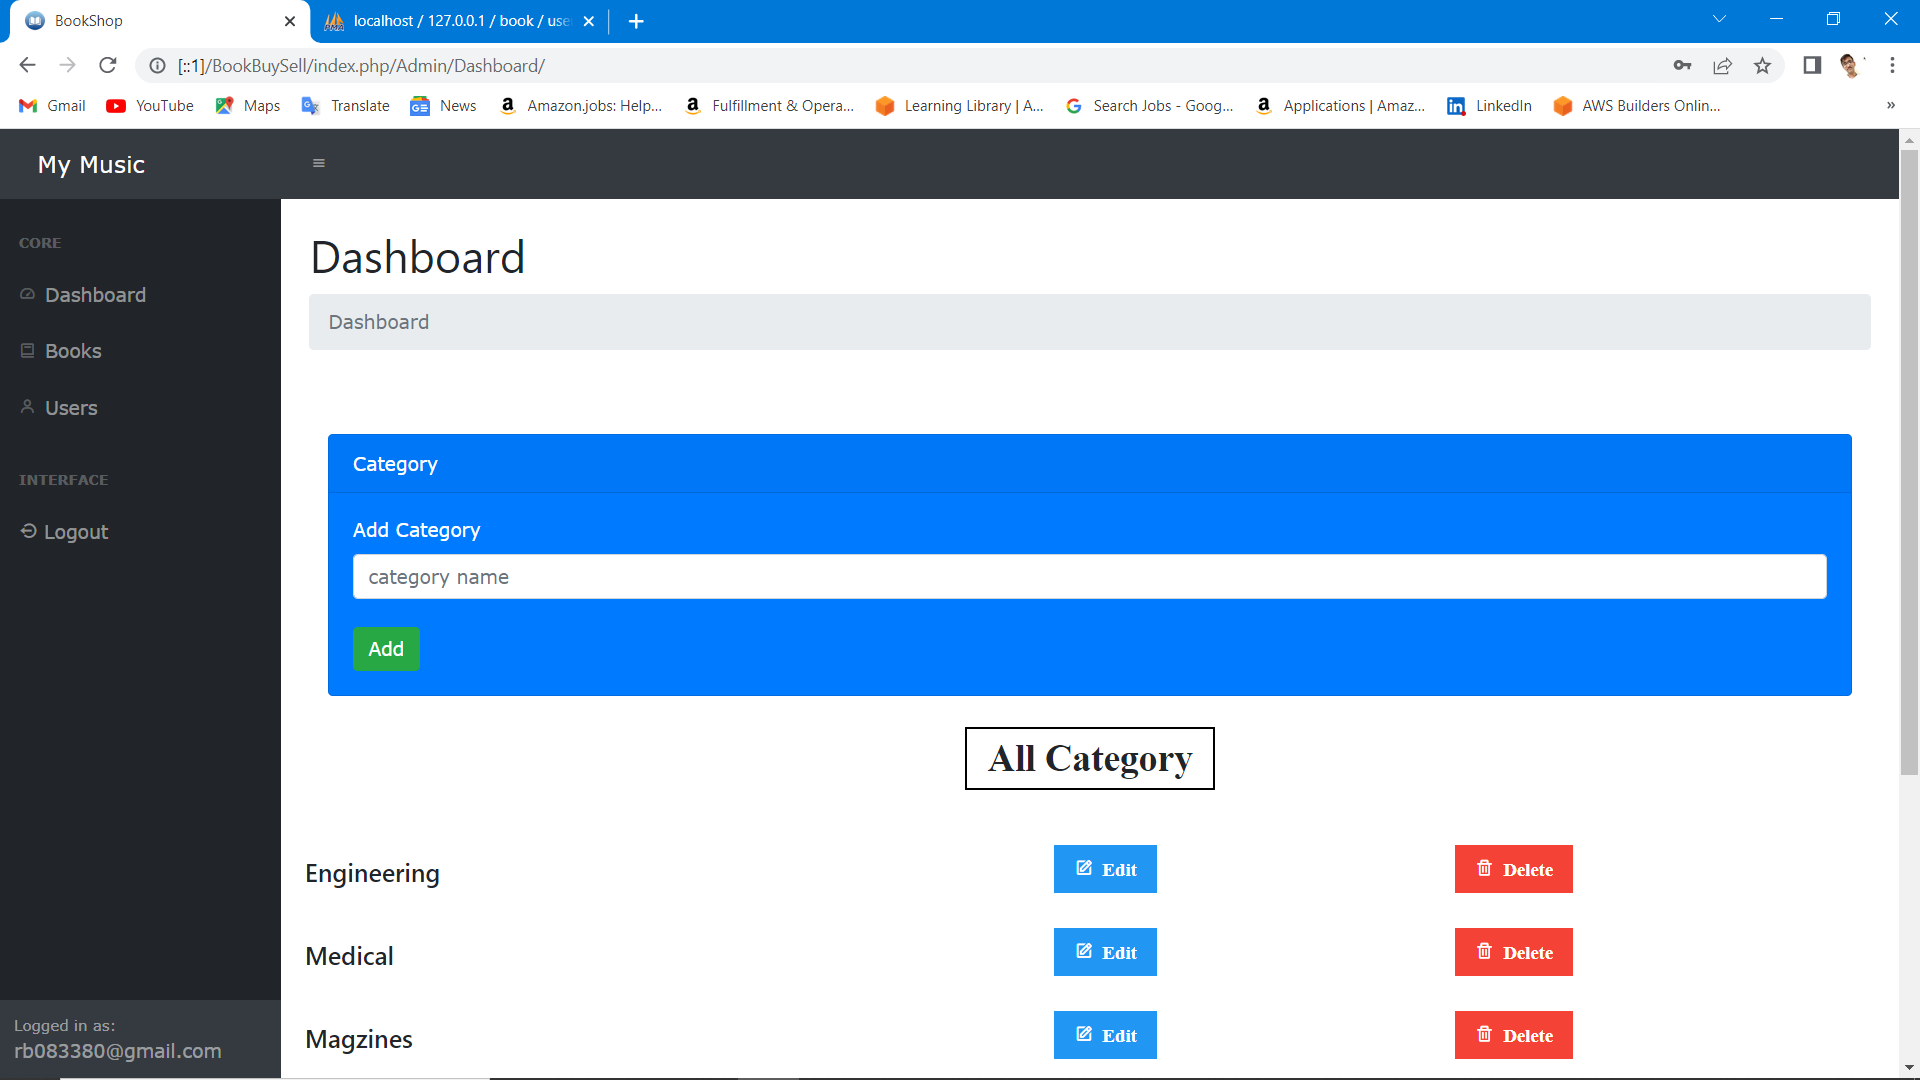 BookShop
localhost / 127.0.0.1 / book / use
[::1]/BookBuySell/index.php/Admin/Dashboard/
Gmail YouTube Maps Translate News Amazon.jobs: Help... Fulfillment & Opera... Learning Library | A... Search Jobs - Goog... Applications | Amaz... LinkedIn AWS Builders Onlin... »
My Music
CORE
Dashboard
Books
Users
INTERFACE
Logout
Logged in as:
rb083380@gmail.com
Dashboard
Dashboard
Category
Add Category
category name
Add
All Category
Engineering Edit Delete
Medical Edit Delete
Magzines Edit Delete